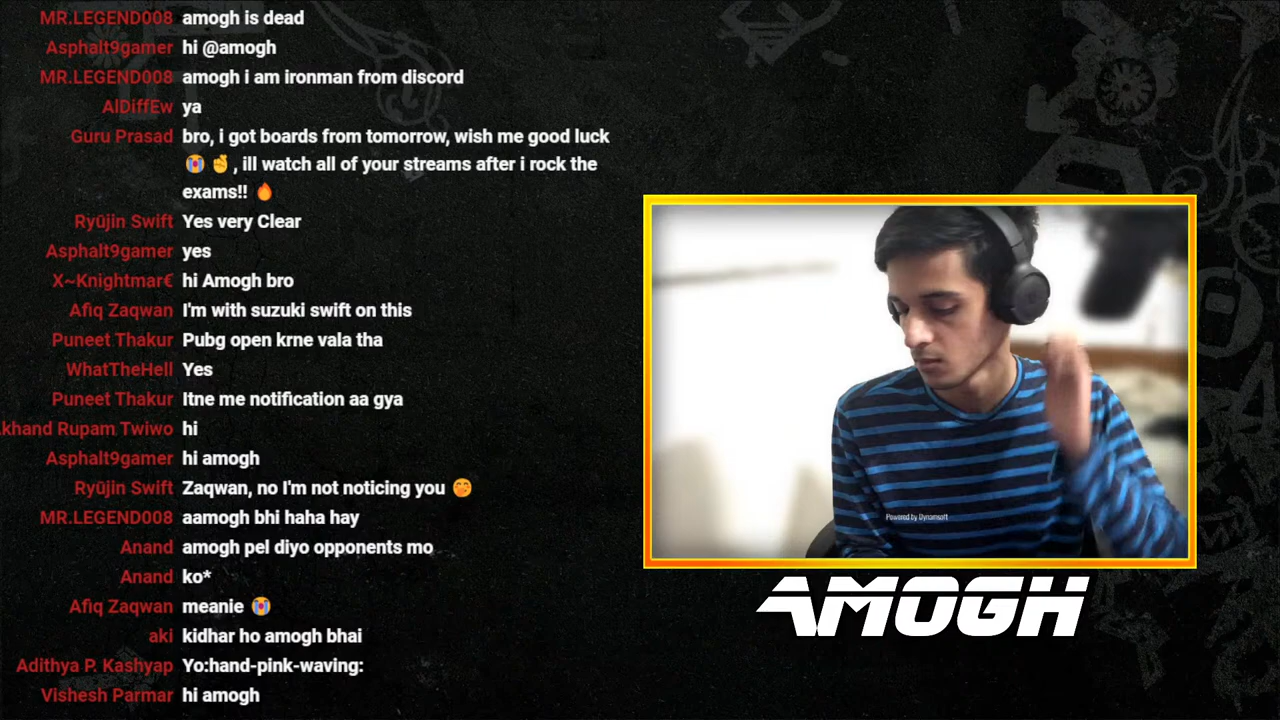 MR.LEGEND008 amogh is dead
Asphalt9gamer hi @amogh
MR.LEGEND008 amogh i am ironman from discord
AlDiffEw ya
Guru Prasad bro, i got boards from tomorrow, wish me good luck
😭 🤞, ill watch all of your streams after i rock the
exams!! 🔥
Ryūjin Swift Yes very Clear
Asphalt9gamer yes
X~Knightmar€ hi Amogh bro
Afiq Zaqwan I'm with suzuki swift on this
Puneet Thakur Pubg open krne vala tha
WhatTheHell Yes
Puneet Thakur Itne me notification aa gya
khand Rupam Twiwo hi
Asphalt9gamer hi amogh
Ryūjin Swift Zaqwan, no I'm not noticing you 🤭
MR.LEGEND008 aamogh bhi haha hay
Anand amogh pel diyo opponents mo
Anand ko*
Afiq Zaqwan meanie 😭
aki kidhar ho amogh bhai
Adithya P. Kashyap Yo:hand-pink-waving:
Vishesh Parmar hi amogh
Powered by Dynamsoft
AMOGH